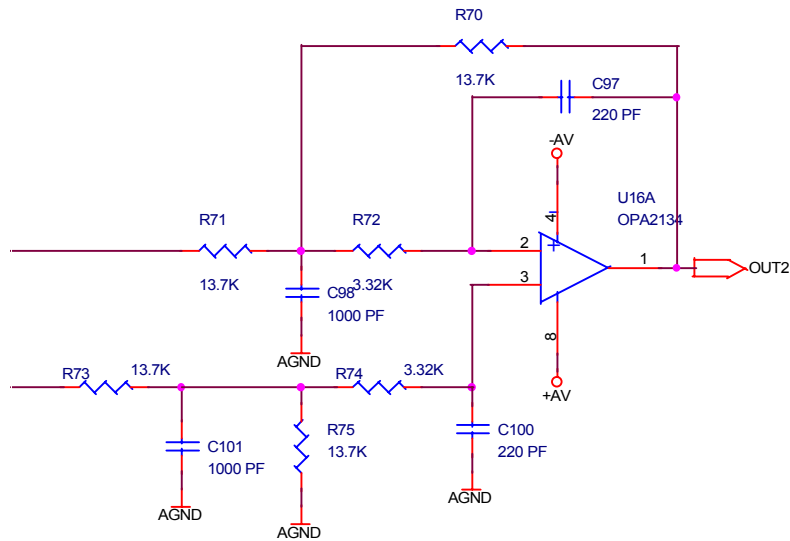 R70
13.7K
C97
220 PF
-AV
U16A
OPA2134
4
R71
R72
2
1
OUT2
13.7K
C98
3.32K
3
1000 PF
AGND
8
R73
13.7K
R74
3.32K
+AV
C101
1000 PF
R75
13.7K
C100
220 PF
AGND
AGND
AGND